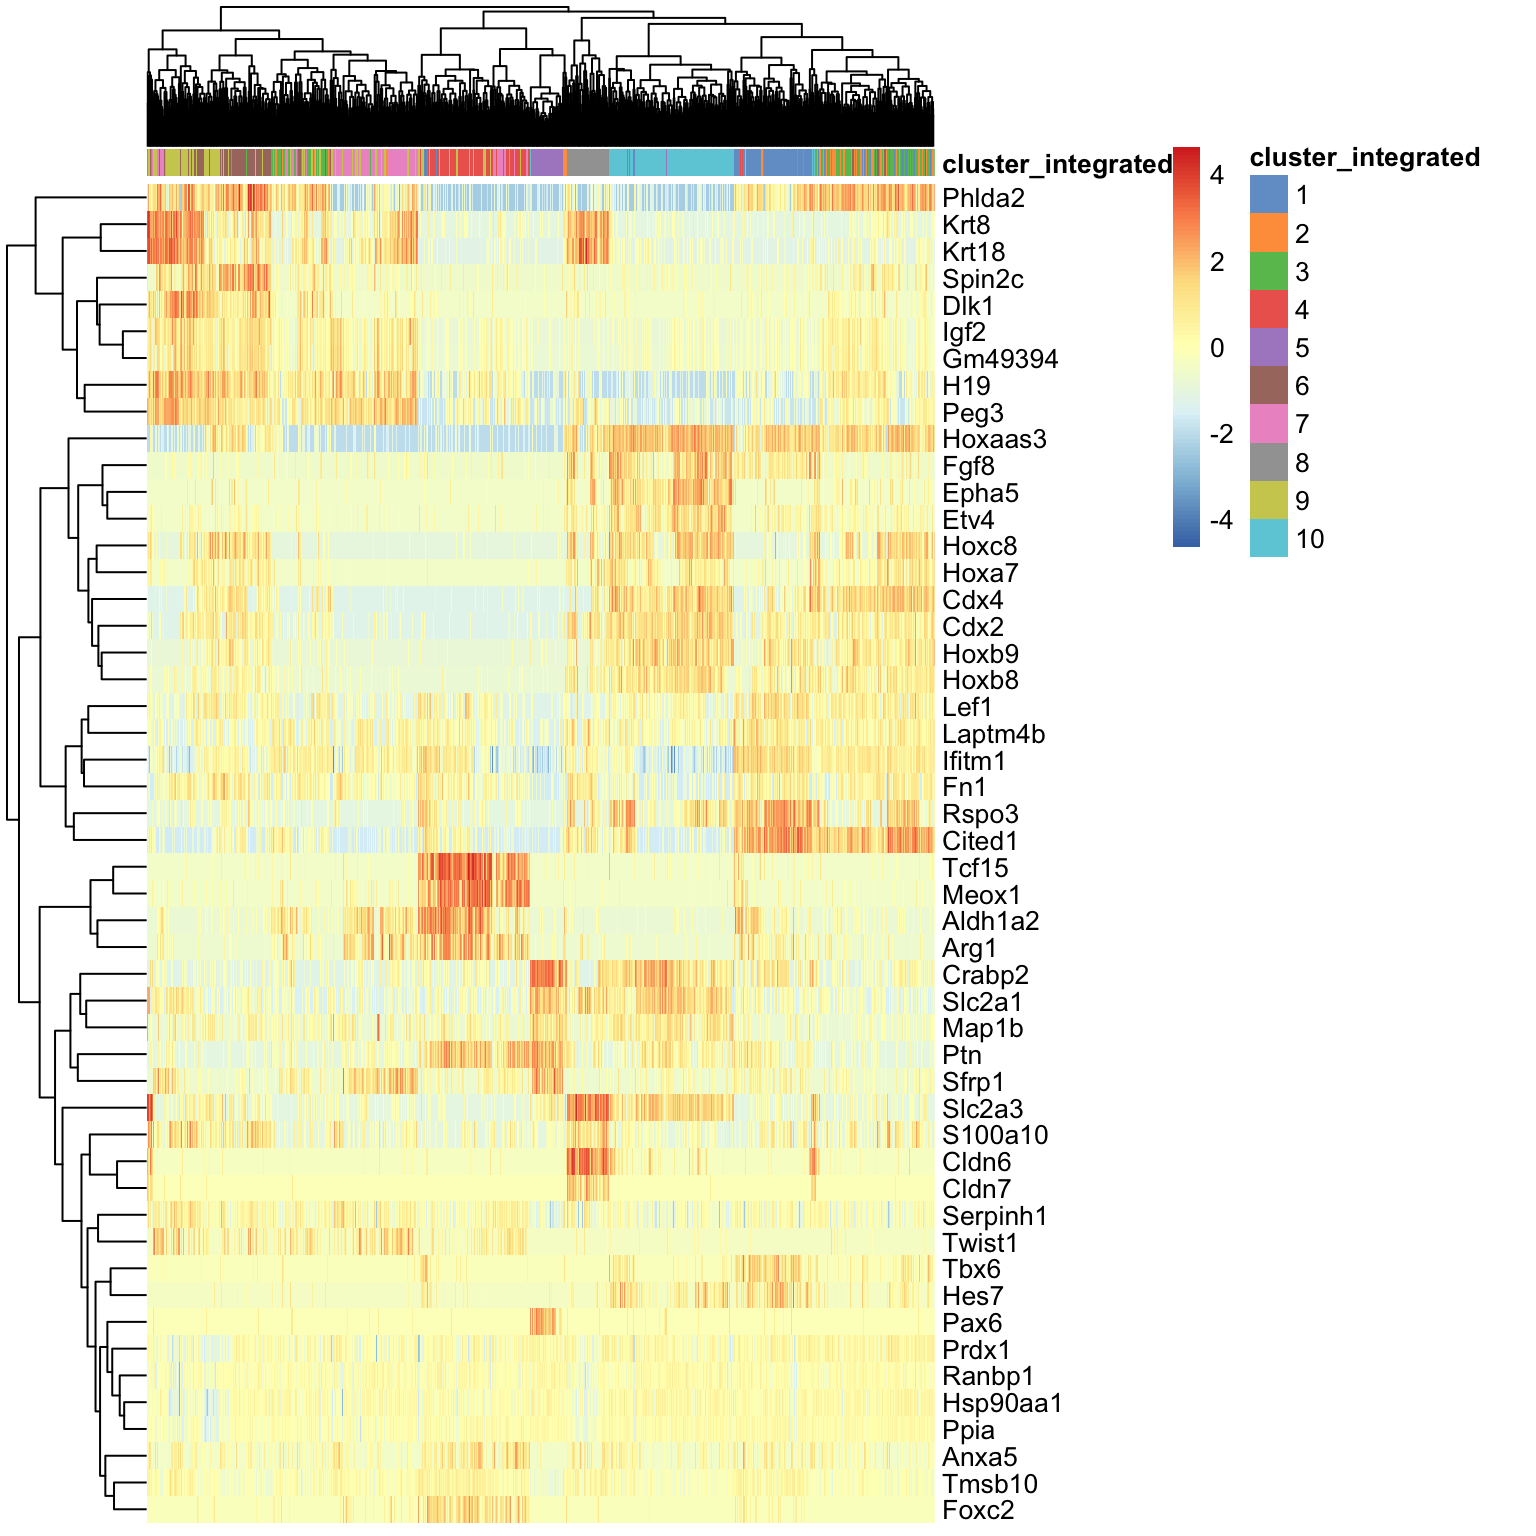 cluster_integrated
Phlda2
Krt8
Krt18
Spin2c
Dlk1
Igf2
Gm49394
H19
Peg3
Hoxaas3
Fgf8
Epha5
Etv4
Hoxc8
Hoxa7
Cdx4
Cdx2
Hoxb9
Hoxb8
Lef1
Laptm4b
Ifitm1
Fn1
Rspo3
Cited1
Tcf15
Meox1
Aldh1a2
Arg1
Crabp2
Slc2a1
Map1b
Ptn
Sfrp1
Slc2a3
S100a10
Cldn6
Cldn7
Serpinh1
Twist1
Tbx6
Hes7
Pax6
Prdx1
Ranbp1
Hsp90aa1
Ppia
Anxa5
Tmsb10
Foxc2
4
2
0
-2
-4
cluster_integrated
1
2
3
4
5
6
7
8
9
10